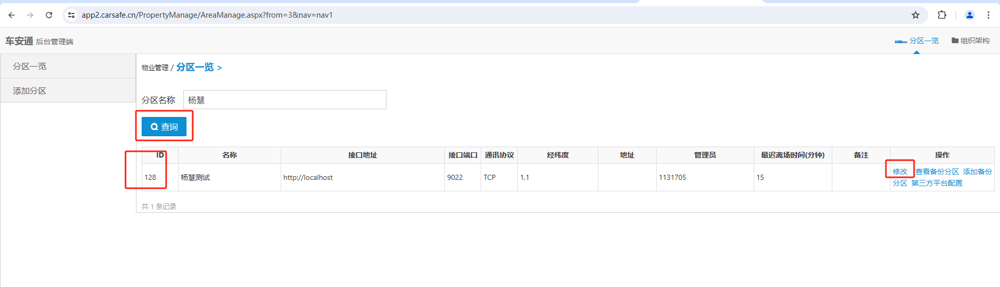 app2.carsafe.cn/PropertyManage/AreaManage.aspx?from=3&nav=nav1
车安通 后台管理端
分区一览 组织架构
分区一览
添加分区
物业管理 / 分区一览 >
分区名称 杨慧
查询
ID 名称 接口地址 接口端口 通讯协议 经纬度 地址 管理员 最迟离场时间(分钟) 备注 操作
128 杨慧测试 http://localhost 9022 TCP 1,1 1131705 15 修改 查看备份分区 添加备份
分区 第三方平台配置
共 1 条记录